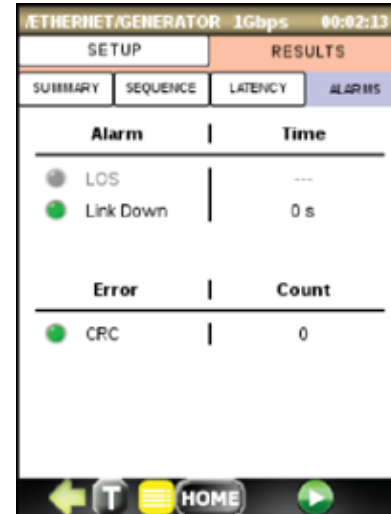 /ETHERNET/GENERATOR 1Gbps 00:02:13
SETUP RESULTS
SUMMARY SEQUENCE LATENCY ALARMS
Alarm Time
LOS ---
Link Down 0 s
Error Count
CRC 0
T HOME